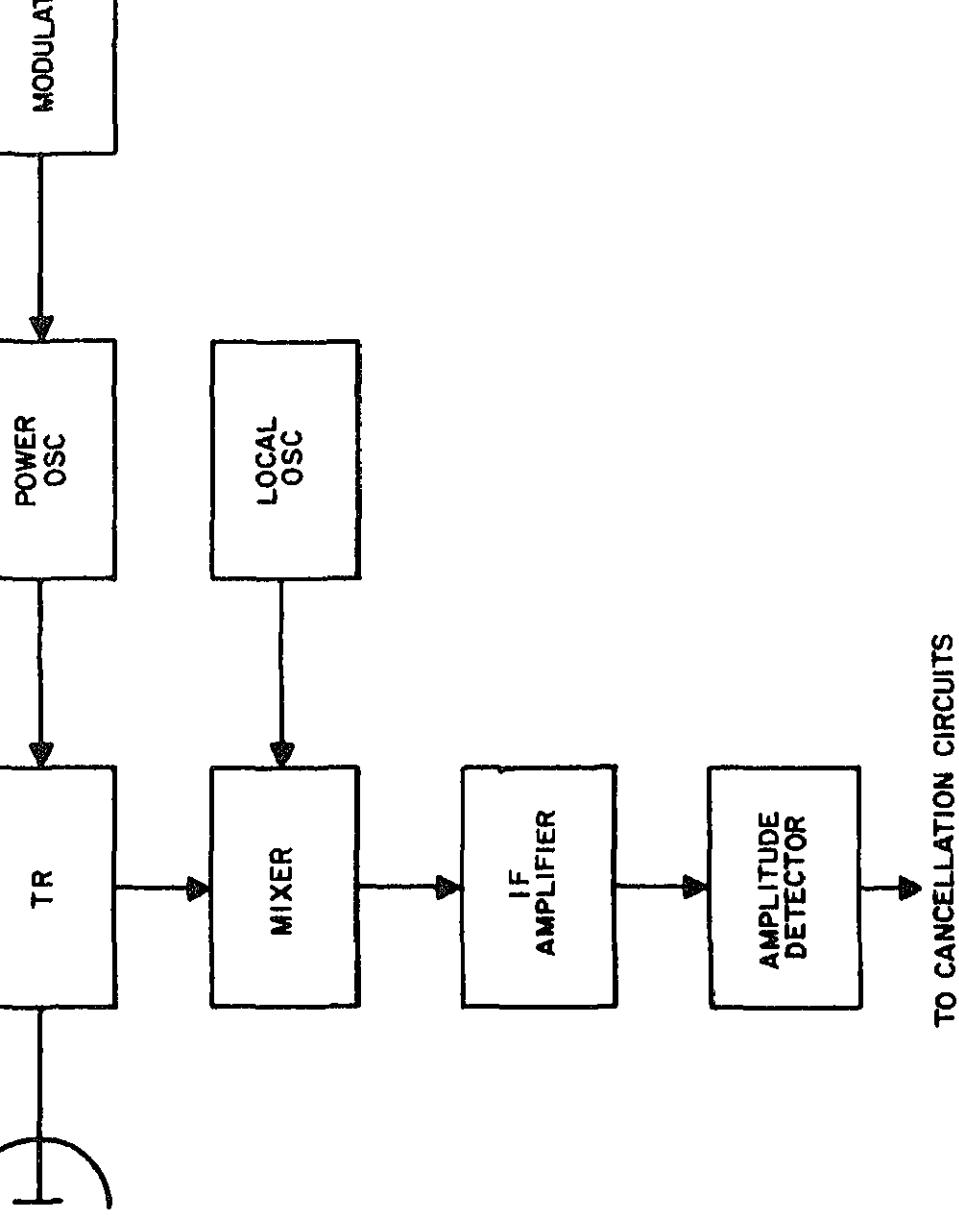 MODULAT
POWER
OSC
LOCAL
OSC
TR
MIXER
IF
AMPLIFIER
AMPLITUDE
DETECTOR
TO CANCELLATION CIRCUITS